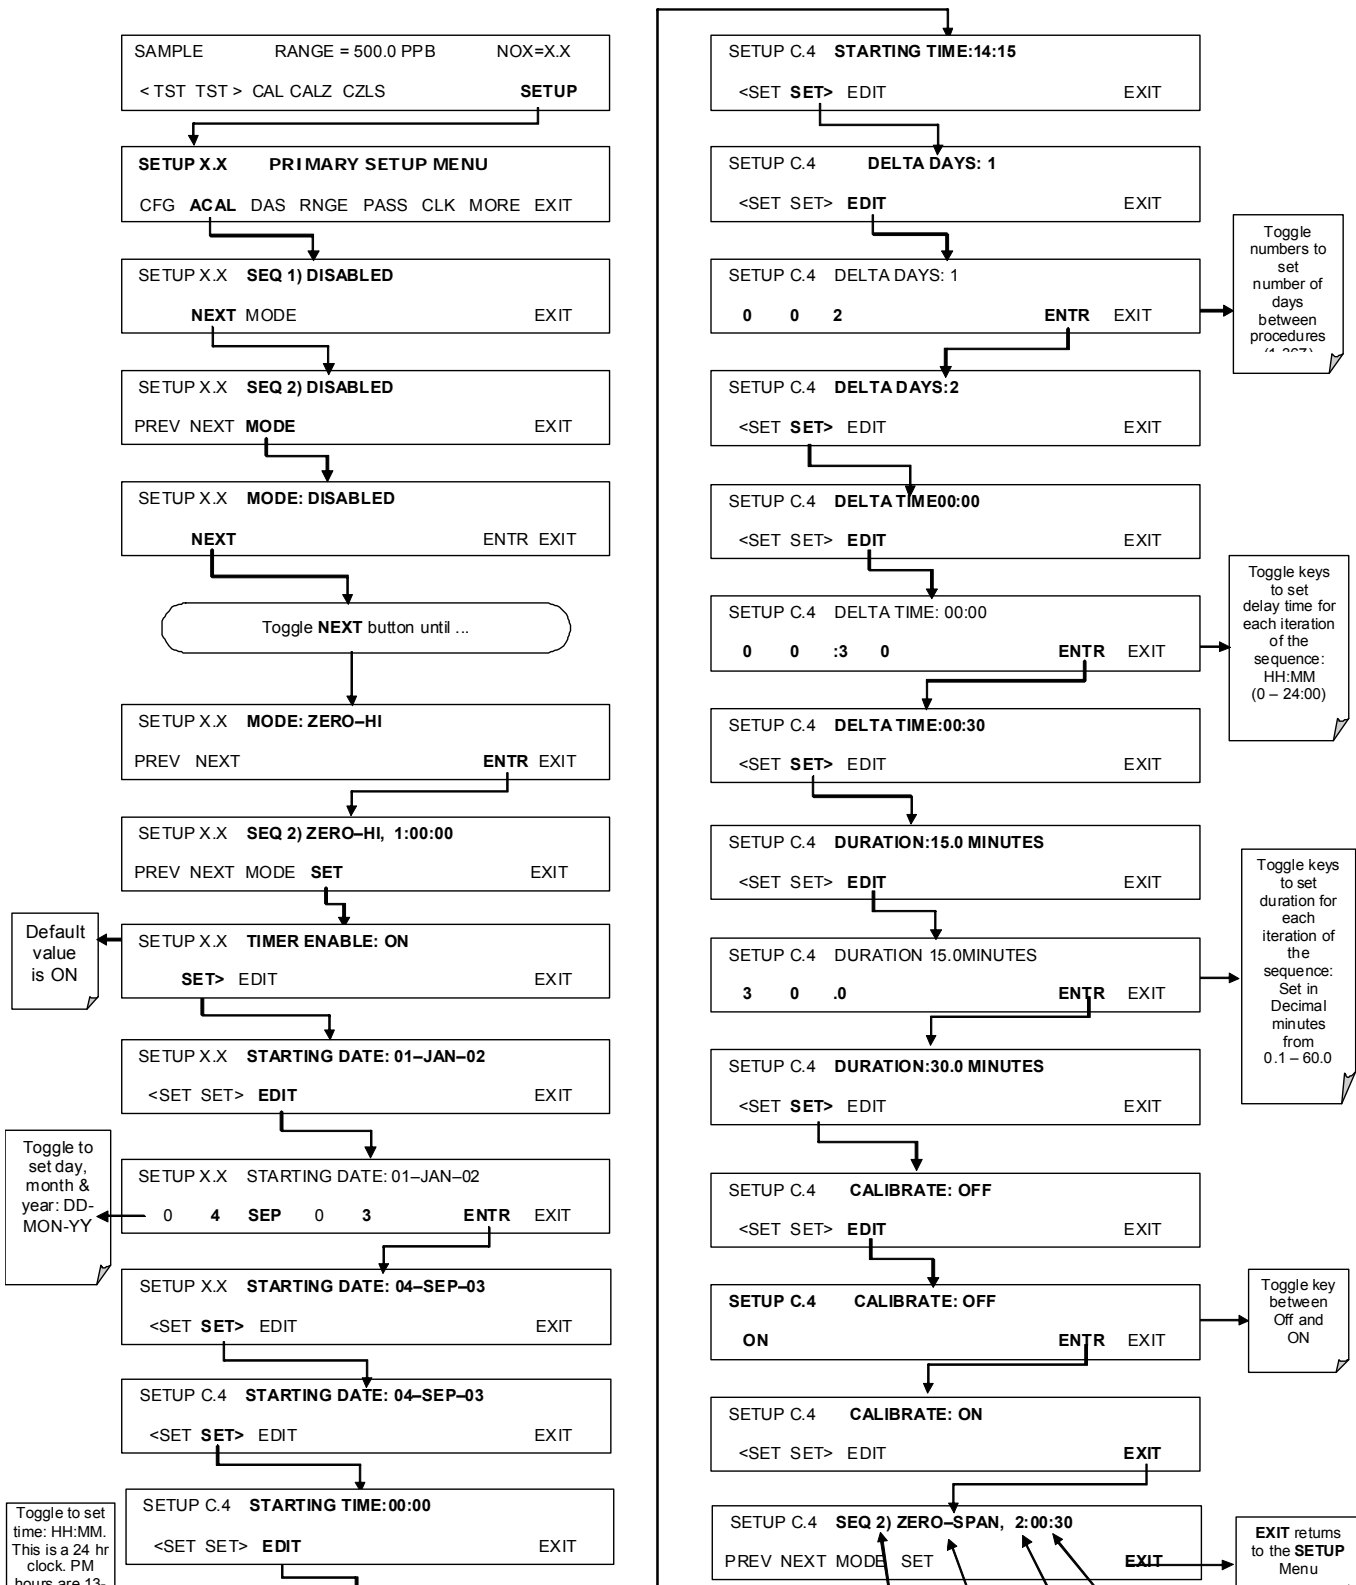 SAMPLE RANGE = 500.0 PPB NOX=X.X
< TST TST > CAL CALZ CZLS SETUP
SETUP X.X PRIMARY SETUP MENU
CFG ACAL DAS RNGE PASS CLK MORE EXIT
SETUP X.X SEQ 1) DISABLED
NEXT MODE EXIT
SETUP X.X SEQ 2) DISABLED
PREV NEXT MODE EXIT
SETUP X.X MODE: DISABLED
NEXT ENTR EXIT
Toggle NEXT button until ...
SETUP X.X MODE: ZERO–HI
PREV NEXT ENTR EXIT
SETUP X.X SEQ 2) ZERO–HI, 1:00:00
PREV NEXT MODE SET EXIT
Default
value
is ON
SETUP X.X TIMER ENABLE: ON
SET> EDIT EXIT
SETUP X.X STARTING DATE: 01–JAN–02
<SET SET> EDIT EXIT
Toggle to
set day,
month &
year: DD-
MON-YY
SETUP X.X STARTING DATE: 01–JAN–02
0 4 SEP 0 3 ENTR EXIT
SETUP X.X STARTING DATE: 04–SEP–03
<SET SET> EDIT EXIT
SETUP C.4 STARTING DATE: 04–SEP–03
<SET SET> EDIT EXIT
Toggle to set
time: HH:MM.
This is a 24 hr
clock. PM
hours are 13-
SETUP C.4 STARTING TIME:00:00
<SET SET> EDIT EXIT
SETUP C.4 STARTING TIME:14:15
<SET SET> EDIT EXIT
SETUP C.4 DELTA DAYS: 1
<SET SET> EDIT EXIT
SETUP C.4 DELTA DAYS: 1
0 0 2 ENTR EXIT
Toggle
numbers to
set
number of
days
between
procedures
SETUP C.4 DELTA DAYS:2
<SET SET> EDIT EXIT
SETUP C.4 DELTA TIME00:00
<SET SET> EDIT EXIT
SETUP C.4 DELTA TIME: 00:00
0 0 :3 0 ENTR EXIT
Toggle keys
to set
delay time for
each iteration
of the
sequence:
HH:MM
(0 – 24:00)
SETUP C.4 DELTA TIME:00:30
<SET SET> EDIT EXIT
SETUP C.4 DURATION:15.0 MINUTES
<SET SET> EDIT EXIT
SETUP C.4 DURATION 15.0MINUTES
3 0 .0 ENTR EXIT
Toggle keys
to set
duration for
each
iteration of
the
sequence:
Set in
Decimal
minutes
from
0.1 – 60.0
SETUP C.4 DURATION:30.0 MINUTES
<SET SET> EDIT EXIT
SETUP C.4 CALIBRATE: OFF
<SET SET> EDIT EXIT
SETUP C.4 CALIBRATE: OFF
ON ENTR EXIT
Toggle key
between
Off and
ON
SETUP C.4 CALIBRATE: ON
<SET SET> EDIT EXIT
SETUP C.4 SEQ 2) ZERO–SPAN, 2:00:30
PREV NEXT MODE SET EXIT
EXIT returns
to the SETUP
Menu